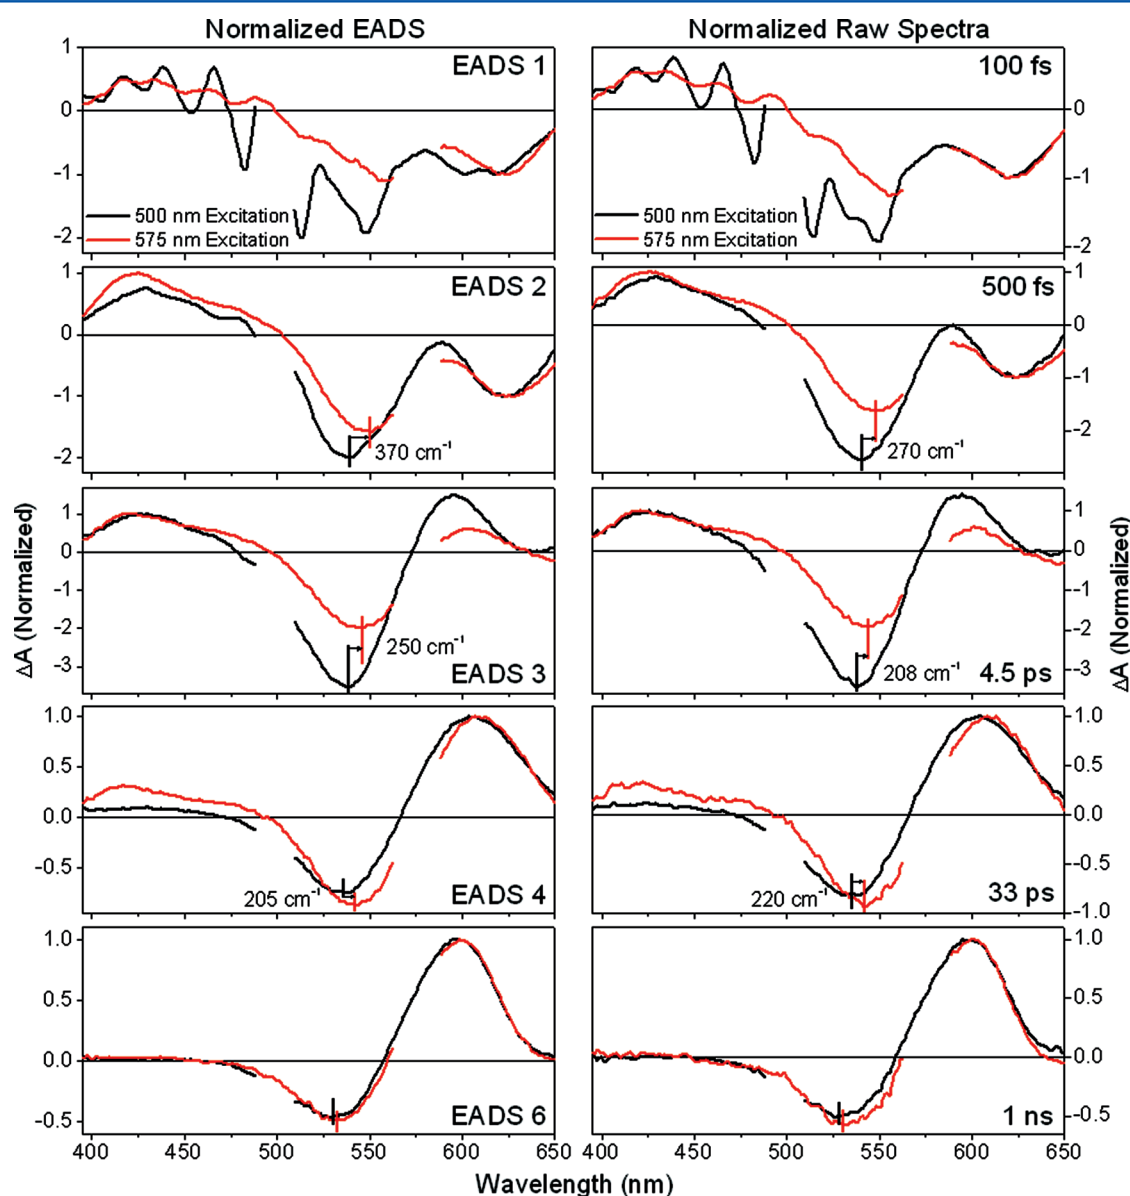 Normalized EADS
Normalized Raw Spectra
EADS 1
100 fs
1
0
-1
-2
0
-1
-2
500 nm Excitation
575 nm Excitation
500 nm Excitation
575 nm Excitation
EADS 2
500 fs
1
0
-1
-2
1
0
-1
-2
370 cm⁻¹
270 cm⁻¹
ΔA (Normalized)
ΔA (Normalized)
1
0
-1
-2
-3
1
0
-1
-2
-3
250 cm⁻¹
208 cm⁻¹
EADS 3
4.5 ps
1.0
0.5
0.0
-0.5
1.0
0.5
0.0
-0.5
-1.0
205 cm⁻¹
220 cm⁻¹
EADS 4
33 ps
1.0
0.5
0.0
-0.5
1.0
0.5
0.0
-0.5
EADS 6
1 ns
400 450 500 550 600 650
400 450 500 550 600 650
Wavelength (nm)